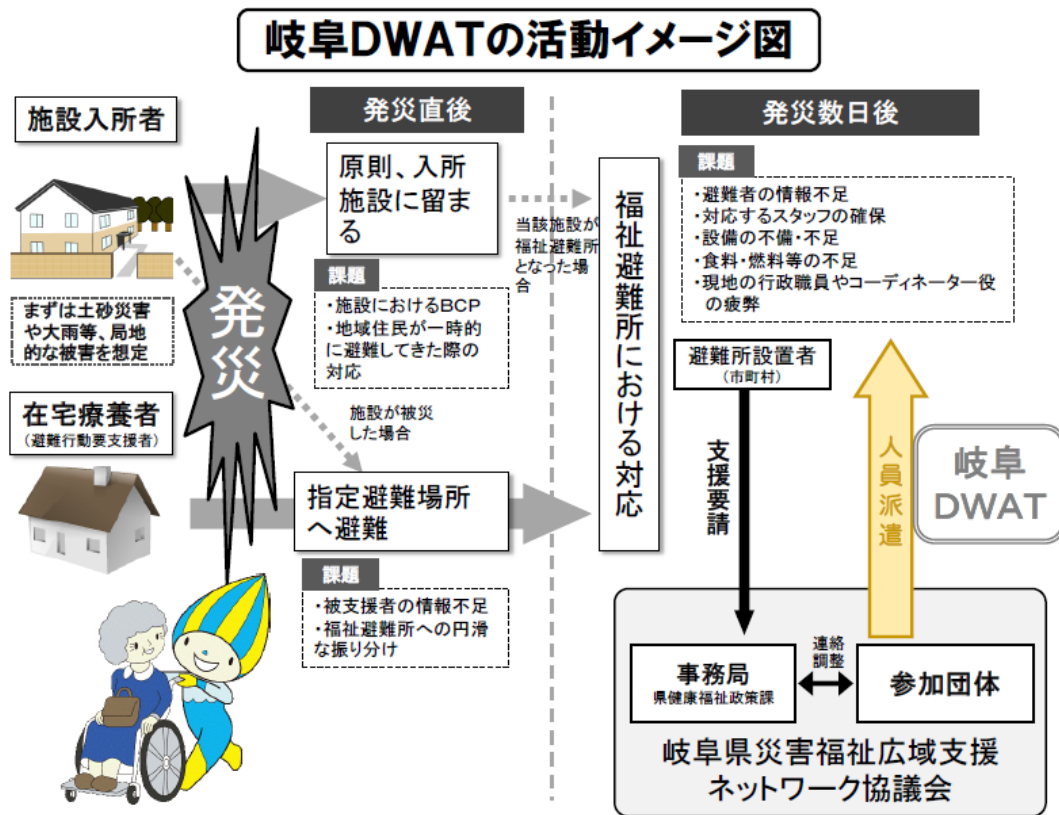 岐阜DWATの活動イメージ図
施設入所者
まずは土砂災害
や大雨等、局地
的な被害を想定
在宅療養者
（避難行動要支援者）
発災
発災直後
原則、入所
施設に留ま
る
課題
・施設におけるBCP
・地域住民が一時的
に避難してきた際の
対応
当該施設が
福祉避難所
となった場
合
施設が被災
した場合
指定避難場所
へ避難
課題
・被支援者の情報不足
・福祉避難所への円滑
な振り分け
福祉避難所における対応
発災数日後
課題
・避難者の情報不足
・対応するスタッフの確保
・設備の不備・不足
・食料・燃料等の不足
・現地の行政職員やコーディネーター役
の疲弊
避難所設置者
（市町村）
支援要請
人員派遣
岐阜
DWAT
事務局
県健康福祉政策課
連絡
調整
参加団体
岐阜県災害福祉広域支援
ネットワーク協議会